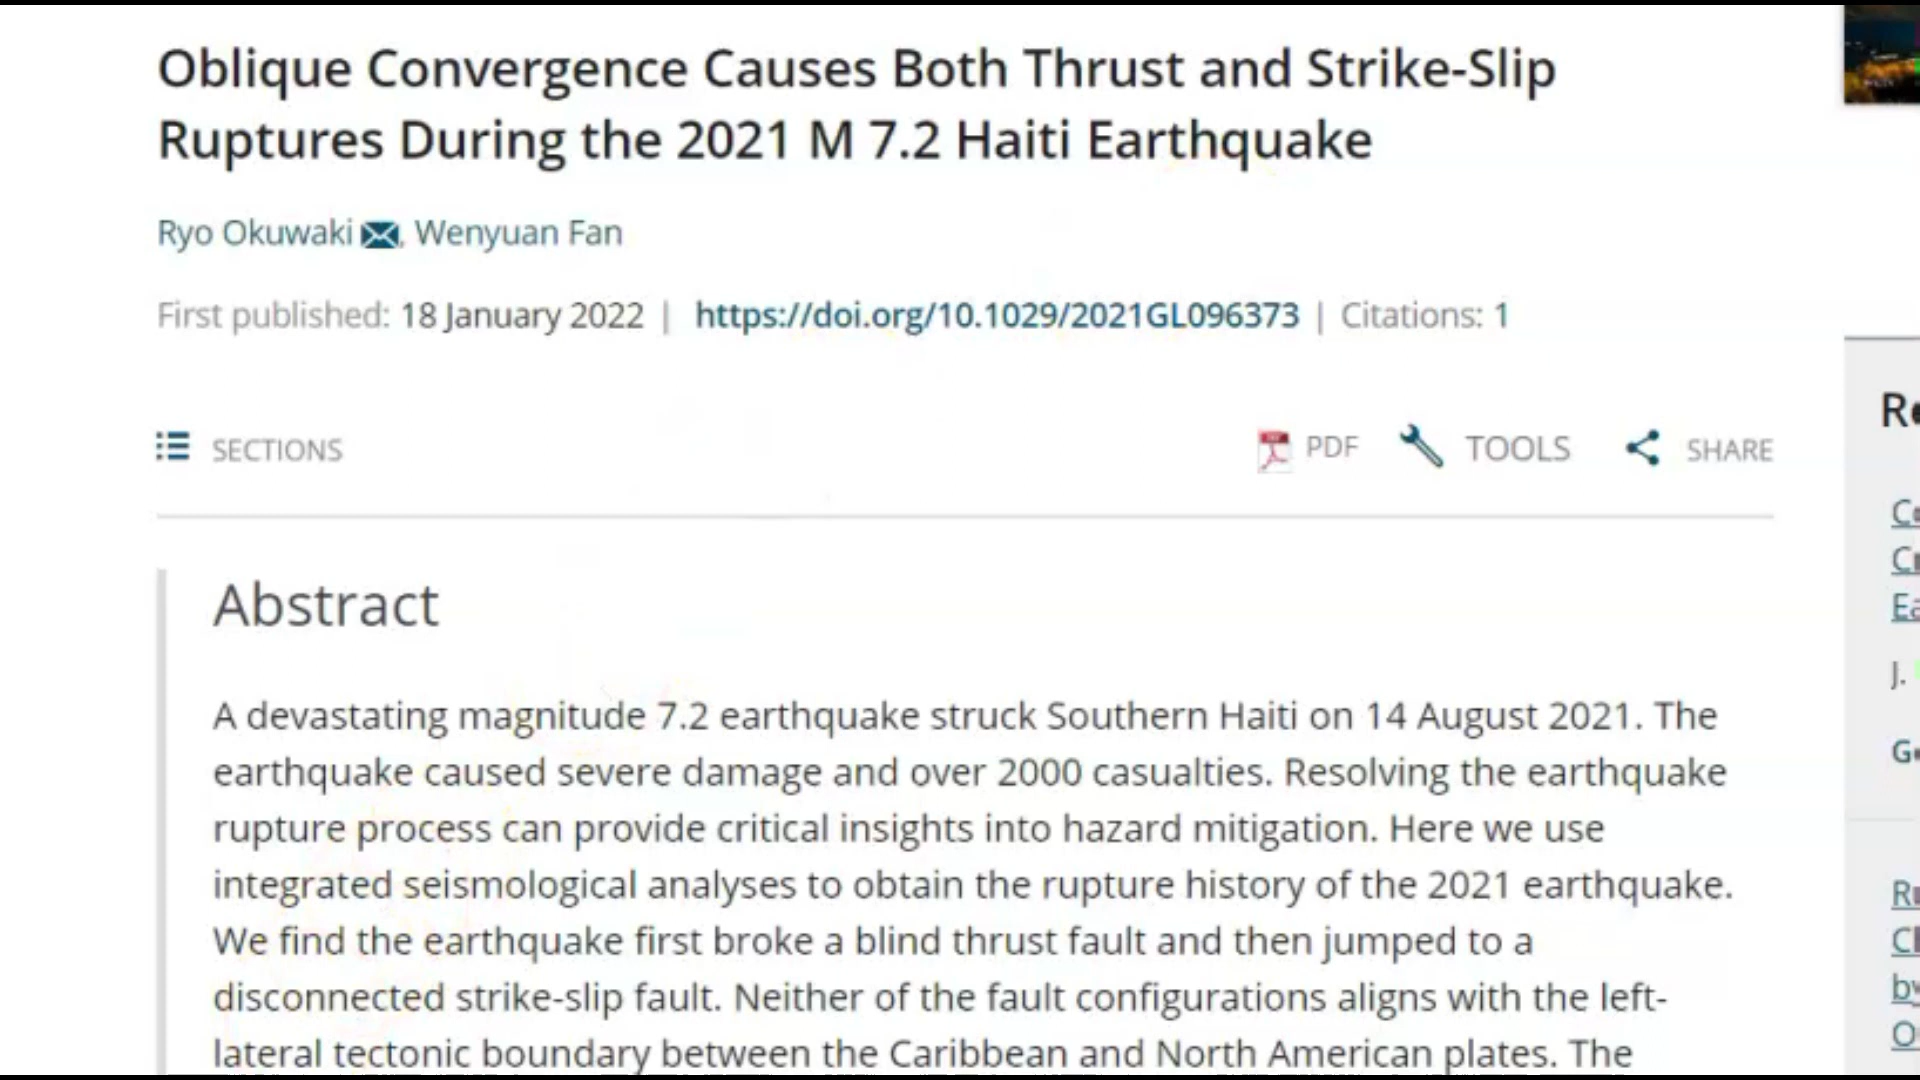 Oblique Convergence Causes Both Thrust and Strike-Slip
Ruptures During the 2021 M 7.2 Haiti Earthquake
Ryo Okuwaki, Wenyuan Fan
First published: 18 January 2022 | https://doi.org/10.1029/2021GL096373 | Citations: 1
SECTIONS
PDF TOOLS SHARE
Abstract
A devastating magnitude 7.2 earthquake struck Southern Haiti on 14 August 2021. The
earthquake caused severe damage and over 2000 casualties. Resolving the earthquake
rupture process can provide critical insights into hazard mitigation. Here we use
integrated seismological analyses to obtain the rupture history of the 2021 earthquake.
We find the earthquake first broke a blind thrust fault and then jumped to a
disconnected strike-slip fault. Neither of the fault configurations aligns with the left-
lateral tectonic boundary between the Caribbean and North American plates. The
J.